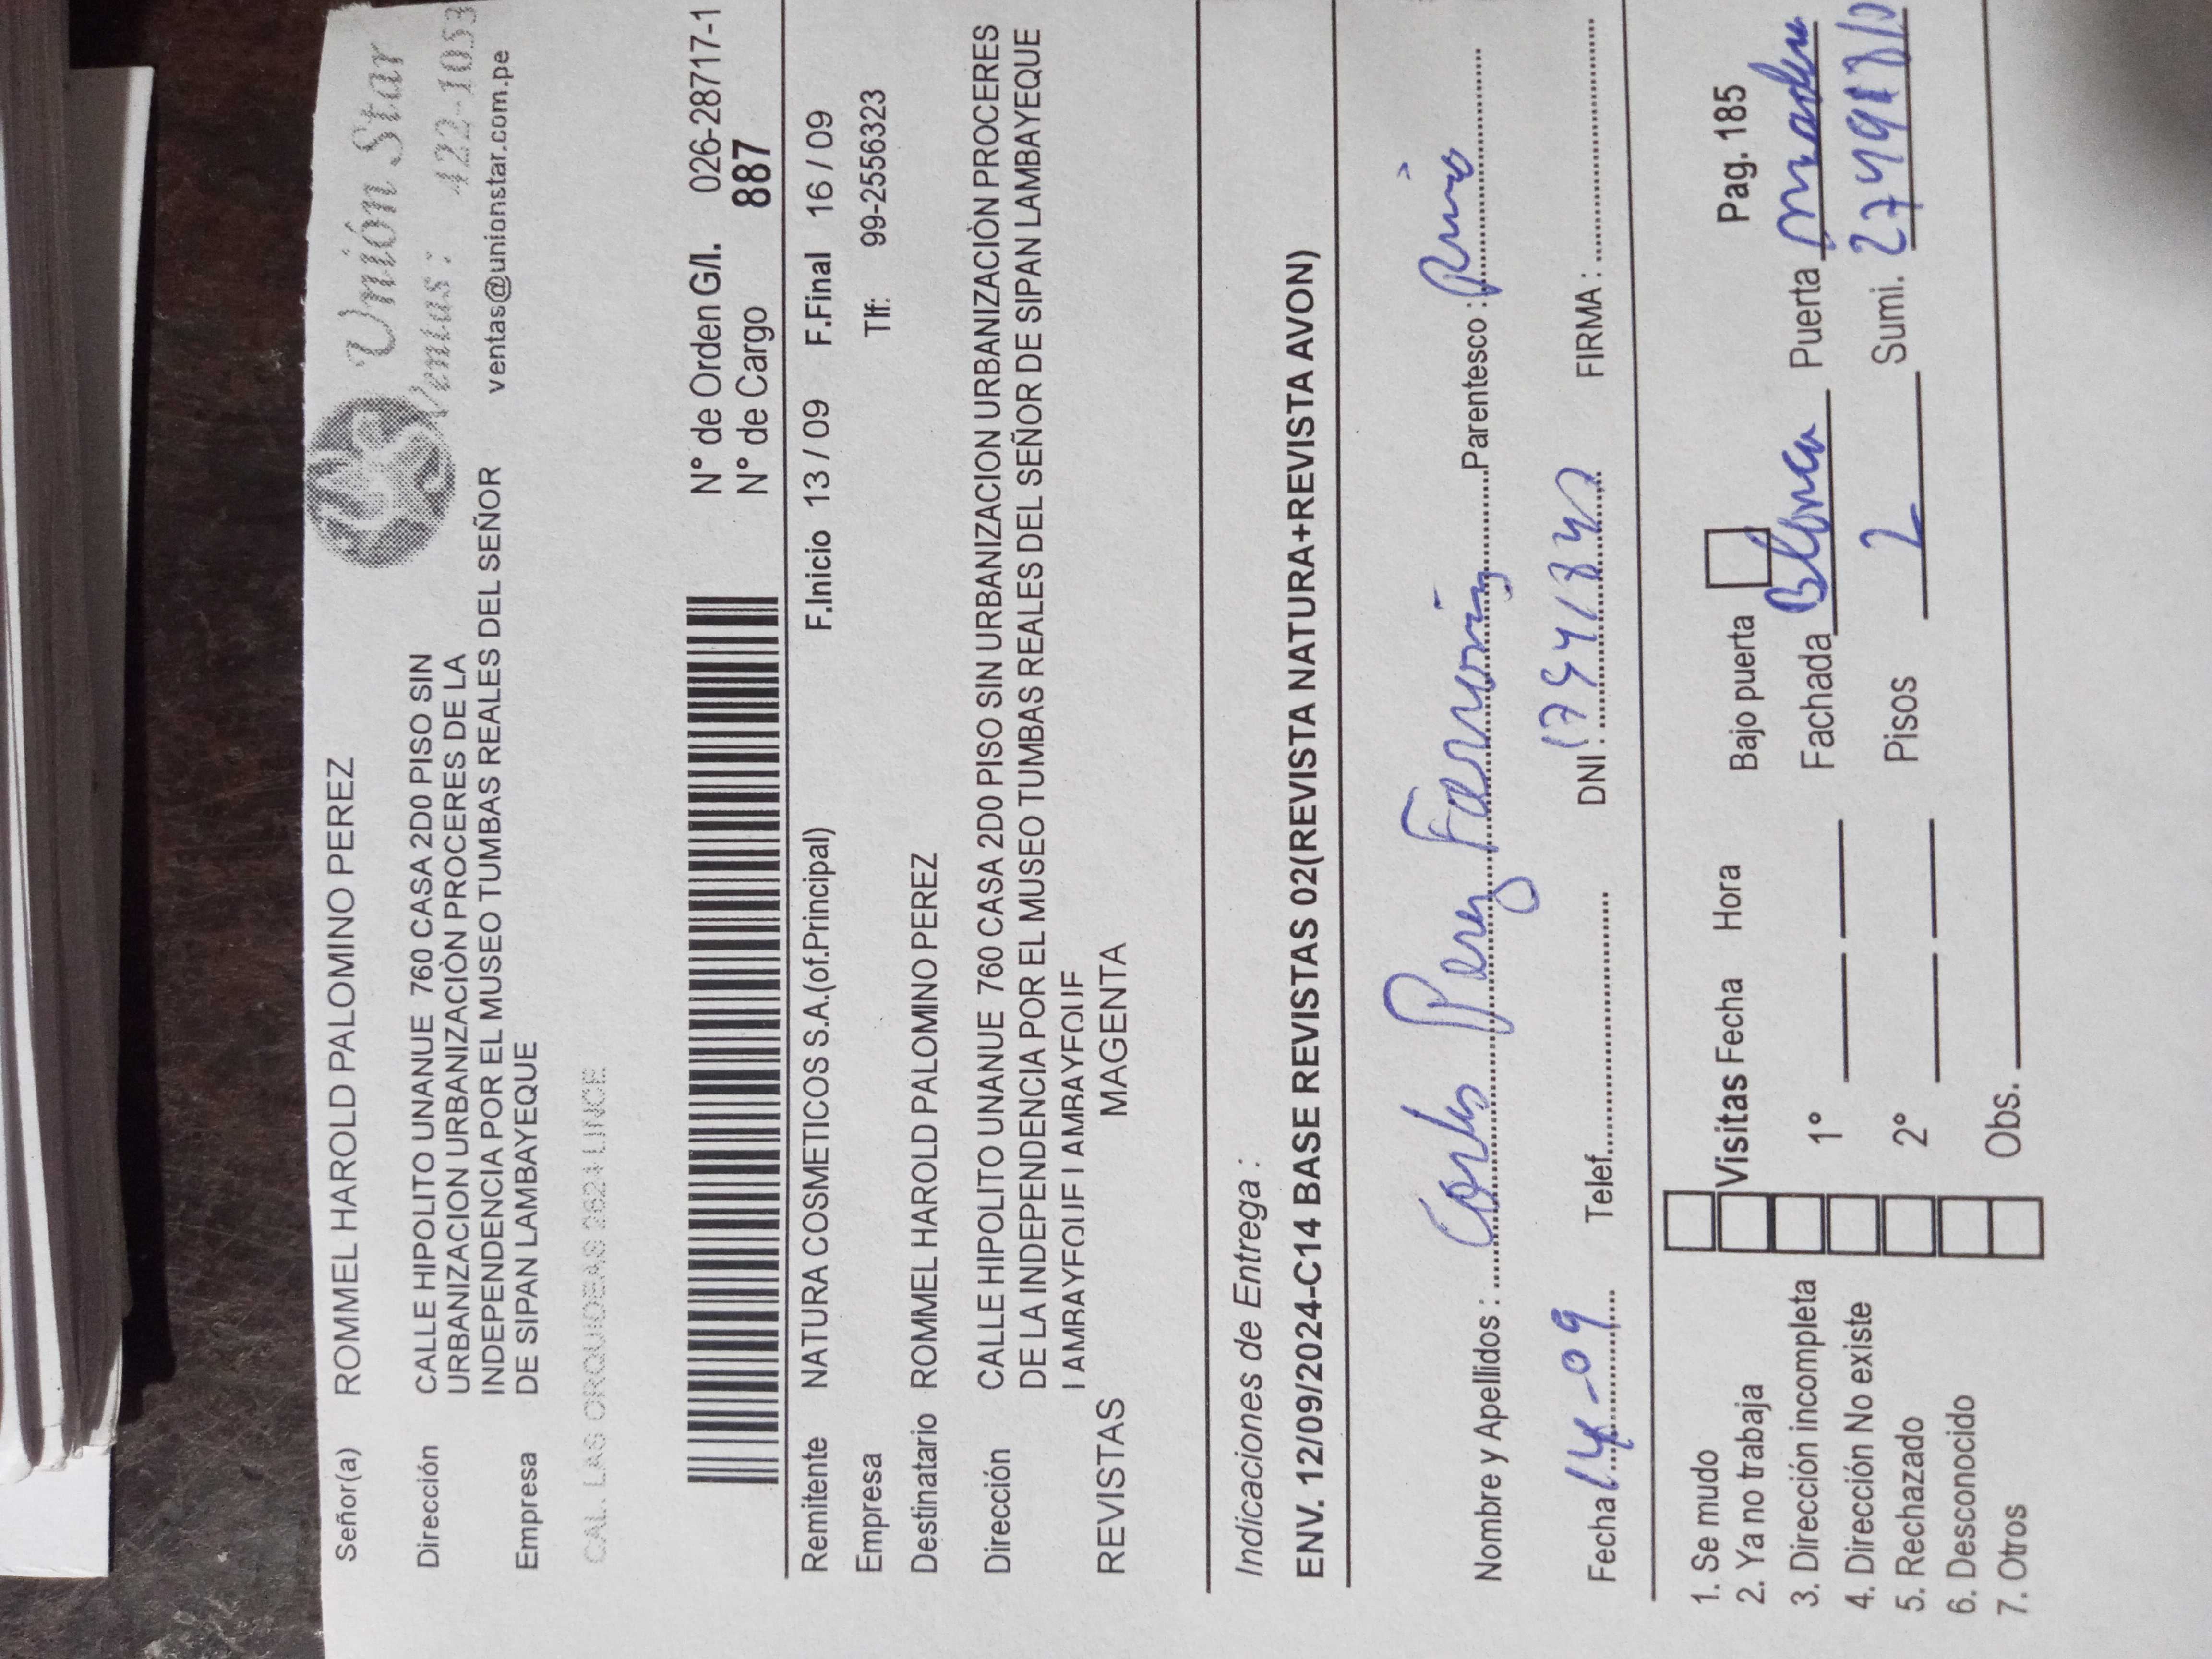 Unión Star
Ventas : 422-1053
ventas@unionstar.com.pe
Señor(a) ROMMEL HAROLD PALOMINO PEREZ
Dirección CALLE HIPOLITO UNANUE 760 CASA 2D0 PISO SIN
URBANIZACION URBANIZACIÒN PROCERES DE LA
INDEPENDENCIA POR EL MUSEO TUMBAS REALES DEL SEÑOR
Empresa DE SIPAN LAMBAYEQUE
CAL. LAS ORQUIDEAS 2624 LINCE
N° de Orden G/I. 026-28717-1
N° de Cargo 887
Remitente NATURA COSMETICOS S.A.(of.Principal) F.Inicio 13 / 09 F.Final 16 / 09
Empresa Tlf: 99-2556323
Destinatario ROMMEL HAROLD PALOMINO PEREZ
Dirección CALLE HIPOLITO UNANUE 760 CASA 2D0 PISO SIN URBANIZACION URBANIZACIÒN PROCERES
DE LA INDEPENDENCIA POR EL MUSEO TUMBAS REALES DEL SEÑOR DE SIPAN LAMBAYEQUE
REVISTAS MAGENTA
Indicaciones de Entrega :
ENV. 12/09/2024-C14 BASE REVISTAS 02(REVISTA NATURA+REVISTA AVON)
Nombre y Apellidos : Carlos Perez Parentesco :
Fecha 14-09 Telef. DNI : FIRMA :
1. Se mudo
2. Ya no trabaja
3. Dirección incompleta
4. Dirección No existe
5. Rechazado
6. Desconocido
7. Otros
Visitas Fecha Hora
1°
2°
Obs.
Bajo puerta Pag. 185
Fachada Blanca Puerta madera
Pisos 2 Sumi.